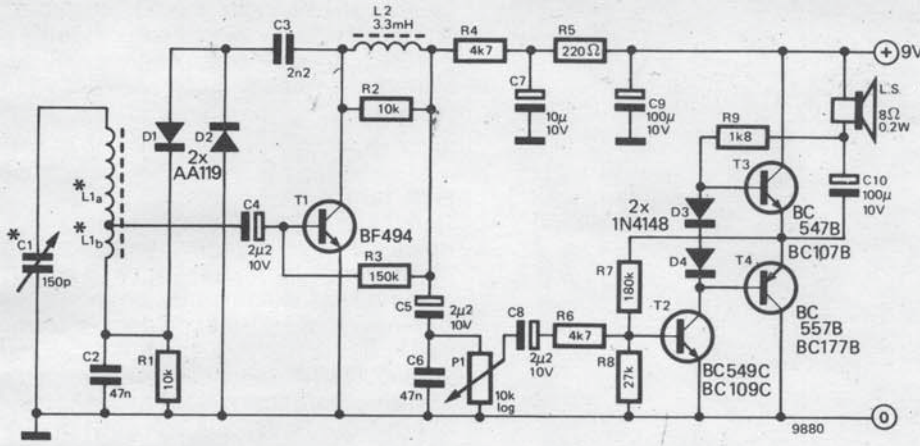 L2
3.3mH
C3
2n2
R4
4k7
R5
220Ω
+ 9V
R2
10k
C7
10µ
10V
C9
100µ
10V
L.S.
8Ω
0.2W
R9
1k8
D1
D2
2x
AA119
* L1a
* L1b
* C1
150p
C4
2µ2
10V
T1
BF494
R3
150k
T3
BC
547B
BC107B
C10
100µ
10V
2x
1N4148
D3
D4
T4
BC
557B
BC177B
R7
180k
C5
2µ2
10V
C8
2µ2
10V
R6
4k7
T2
BC549C
BC109C
R8
27k
C2
47n
R1
10k
C6
47n
P1
10k
log
9880
0